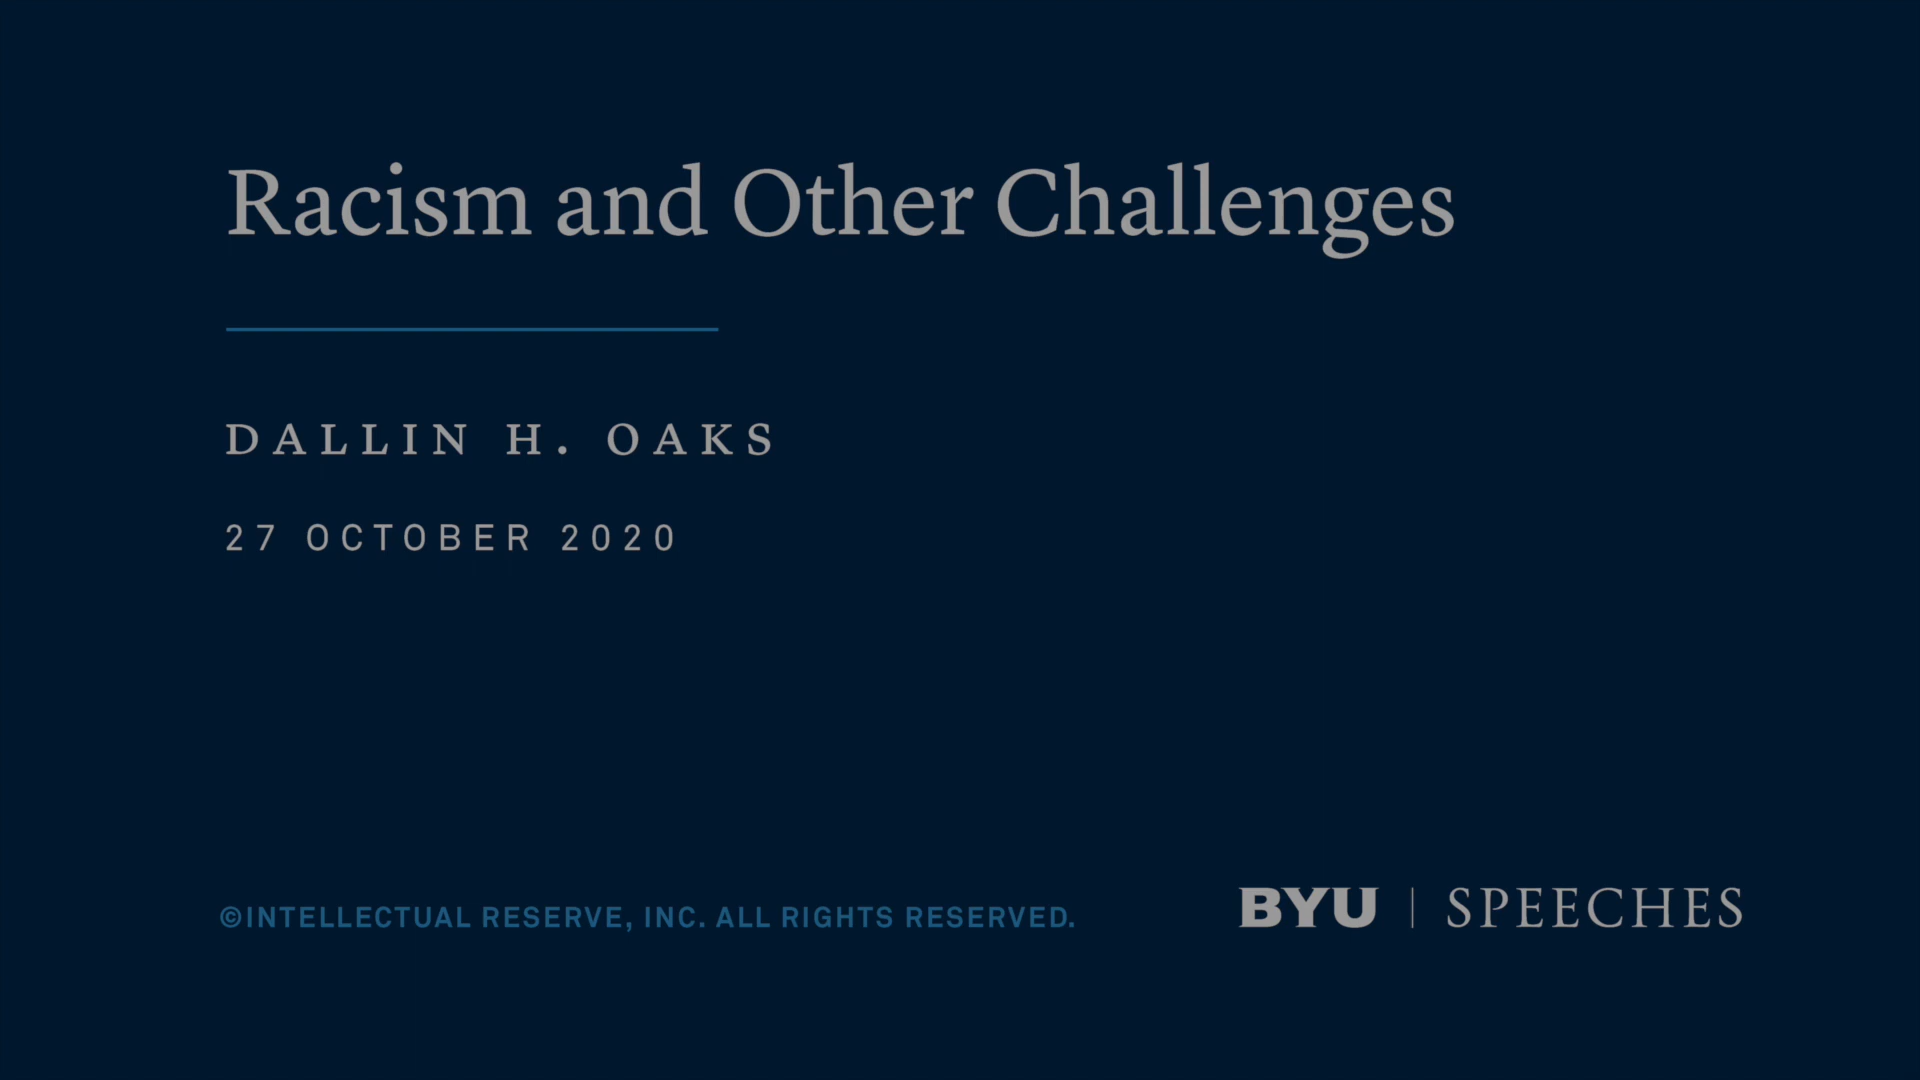 Racism and Other Challenges
DALLIN H. OAKS
27 OCTOBER 2020
©INTELLECTUAL RESERVE, INC. ALL RIGHTS RESERVED.
BYU | SPEECHES